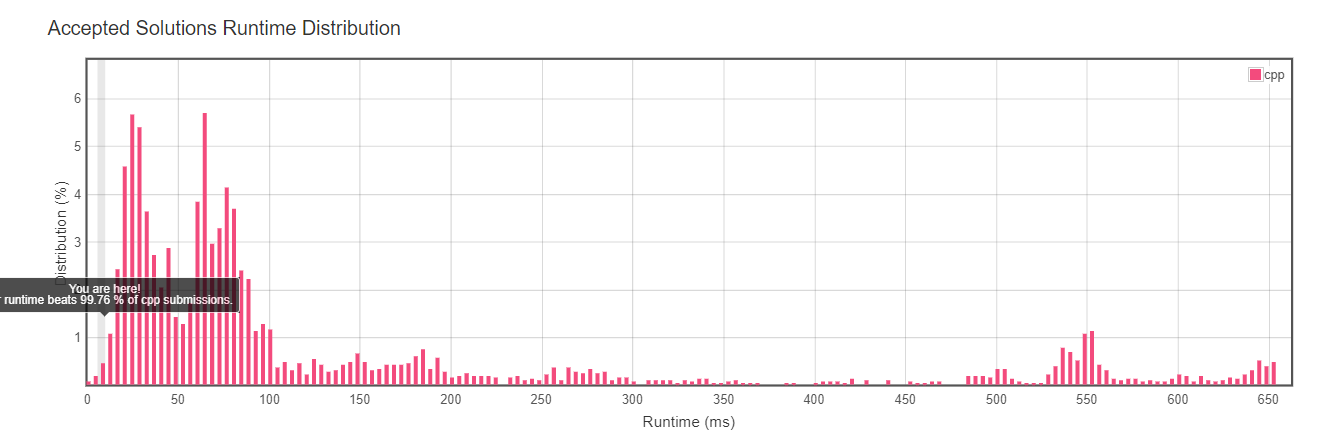 Accepted Solutions Runtime Distribution
cpp
6
5
4
3
1
Distribution (%)
You are here!
runtime beats 99.76 % of cpp submissions.
0 50 100 150 200 250 300 350 400 450 500 550 600 650
Runtime (ms)